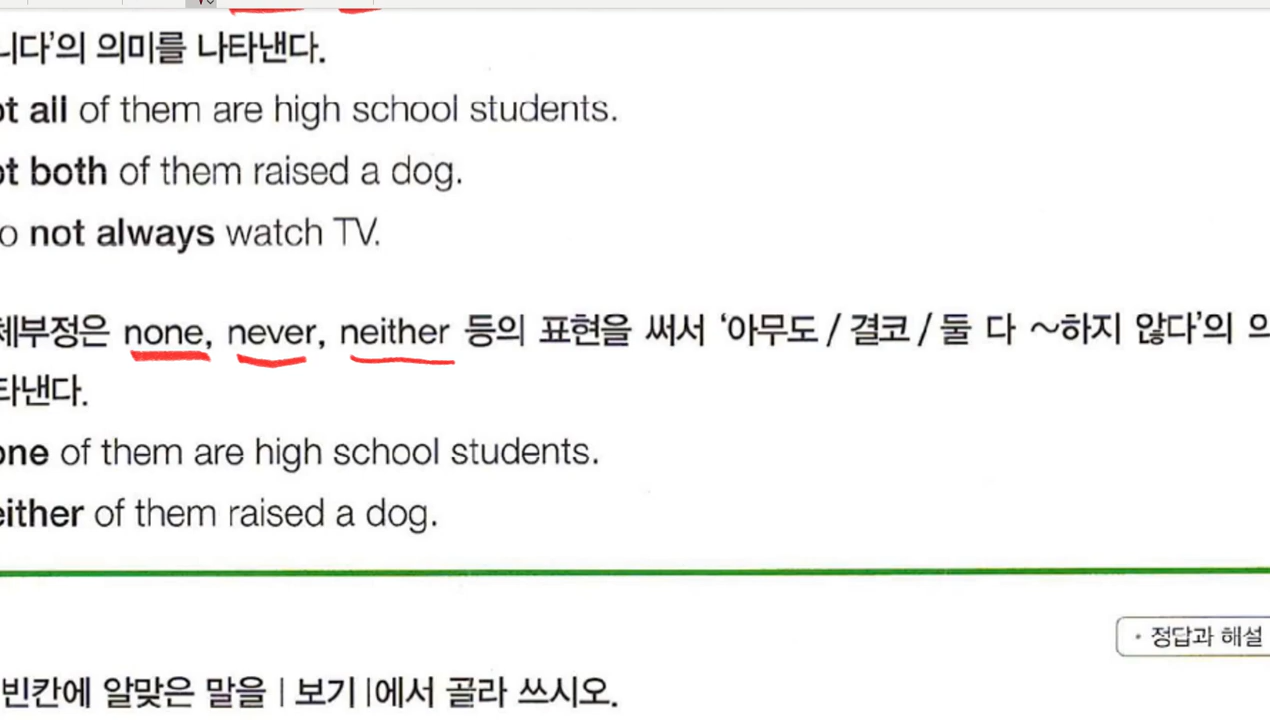 니다’의 의미를 나타낸다.
all of them are high school students.
both of them raised a dog.
not always watch TV.
체부정은 none, never, neither 등의 표현을 써서 ‘아무도 / 결코 / 둘 다 ~하지 않다’의 의
타낸다.
one of them are high school students.
either of them raised a dog.
• 정답과 해설
빈칸에 알맞은 말을 | 보기 |에서 골라 쓰시오.